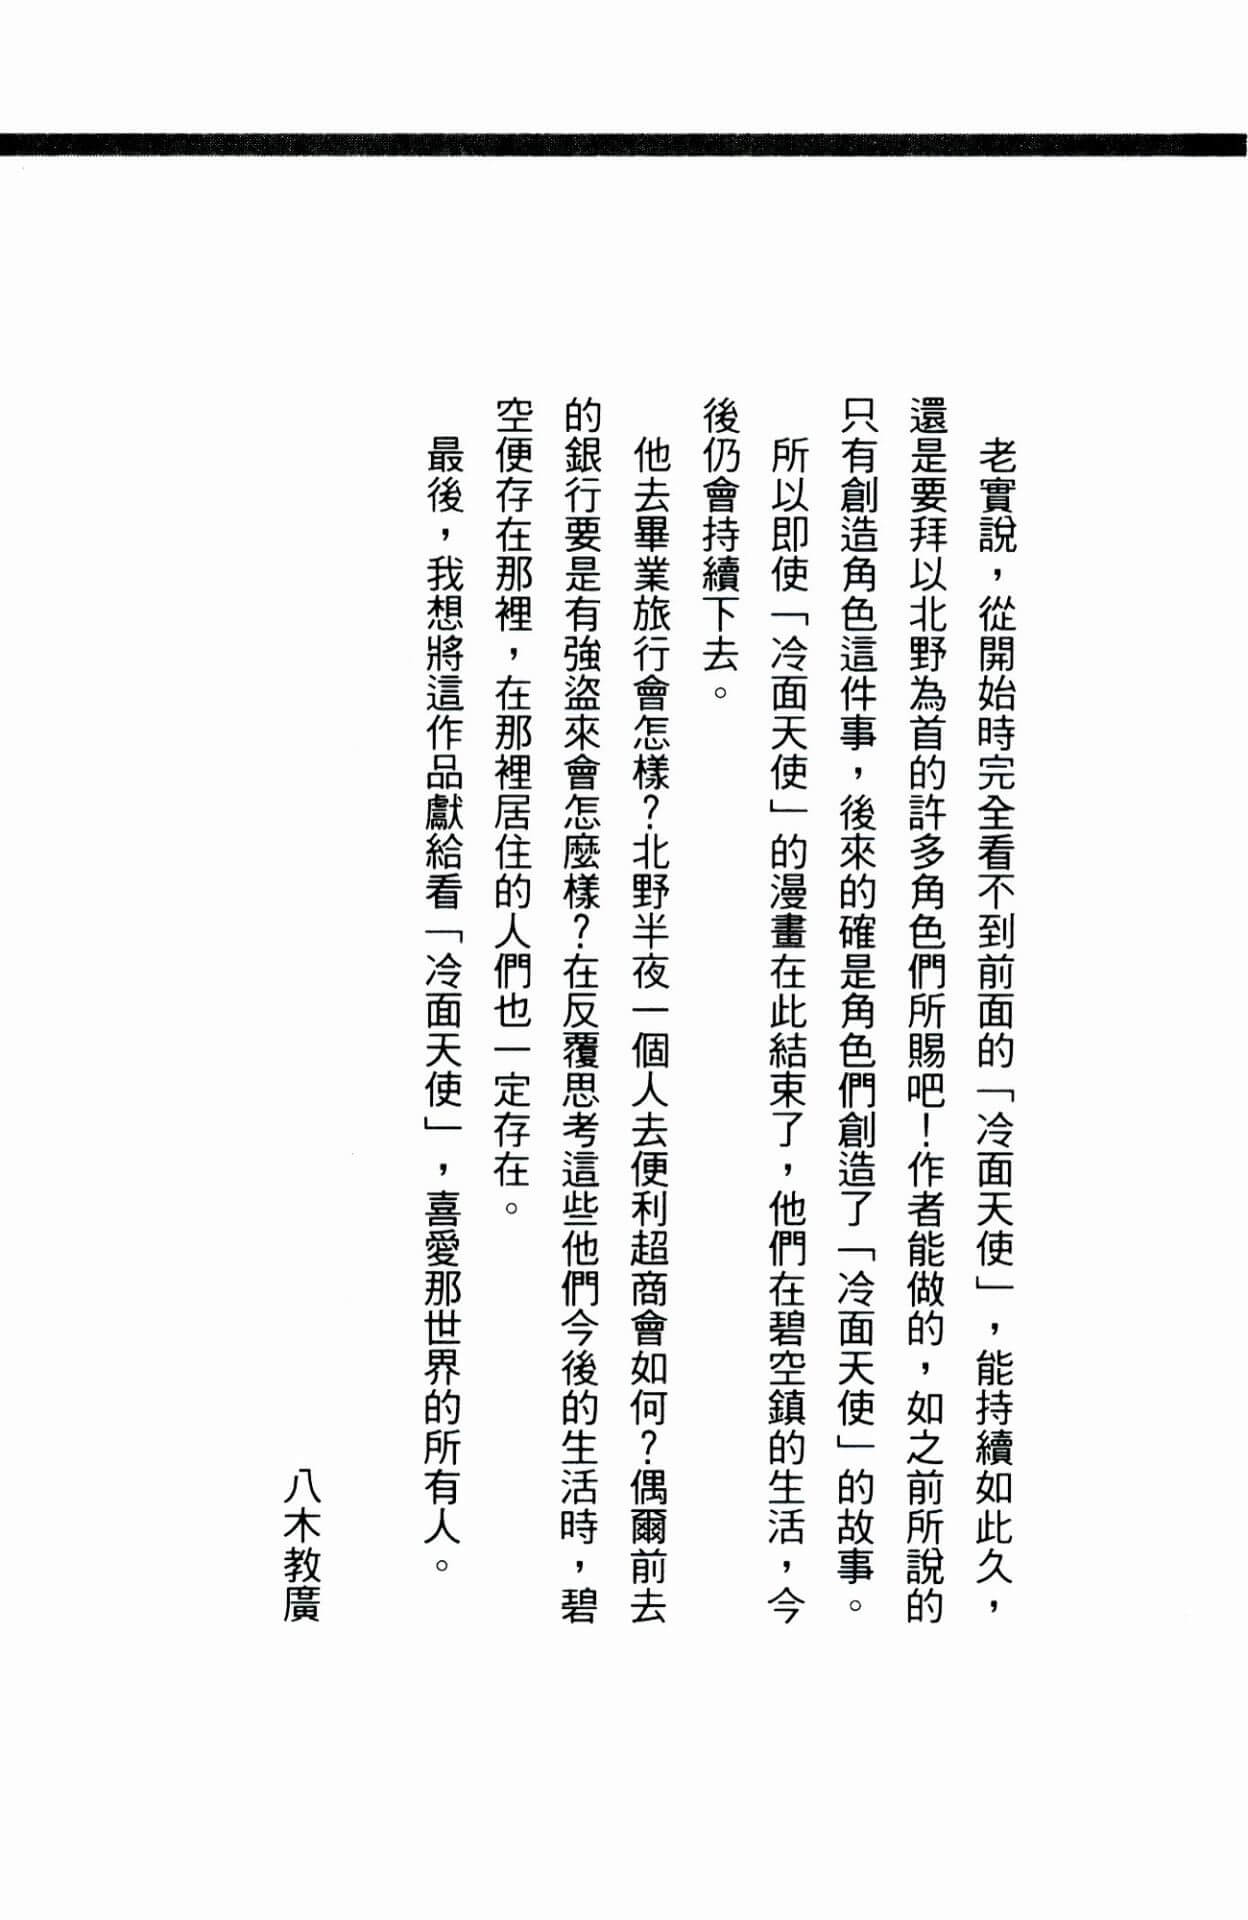 老實說，從開始時完全看不到前面的「冷面天使」，能持續如此久，
還是要拜以北野為首的許多角色們所賜吧！作者能做的，如之前所說的
只有創造角色這件事，後來的確是角色們創造了「冷面天使」的故事。
所以即使「冷面天使」的漫畫在此結束了，他們在碧空鎮的生活，今
後仍會持續下去。
他去畢業旅行會怎樣？北野半夜一個人去便利超商會如何？偶爾前去
的銀行要是有強盜來會怎麼樣？在反覆思考這些他們今後的生活時，碧
空便存在那裡，在那裡居住的人們也一定存在。
最後，我想將這作品獻給看「冷面天使」，喜愛那世界的所有人。
八木教廣